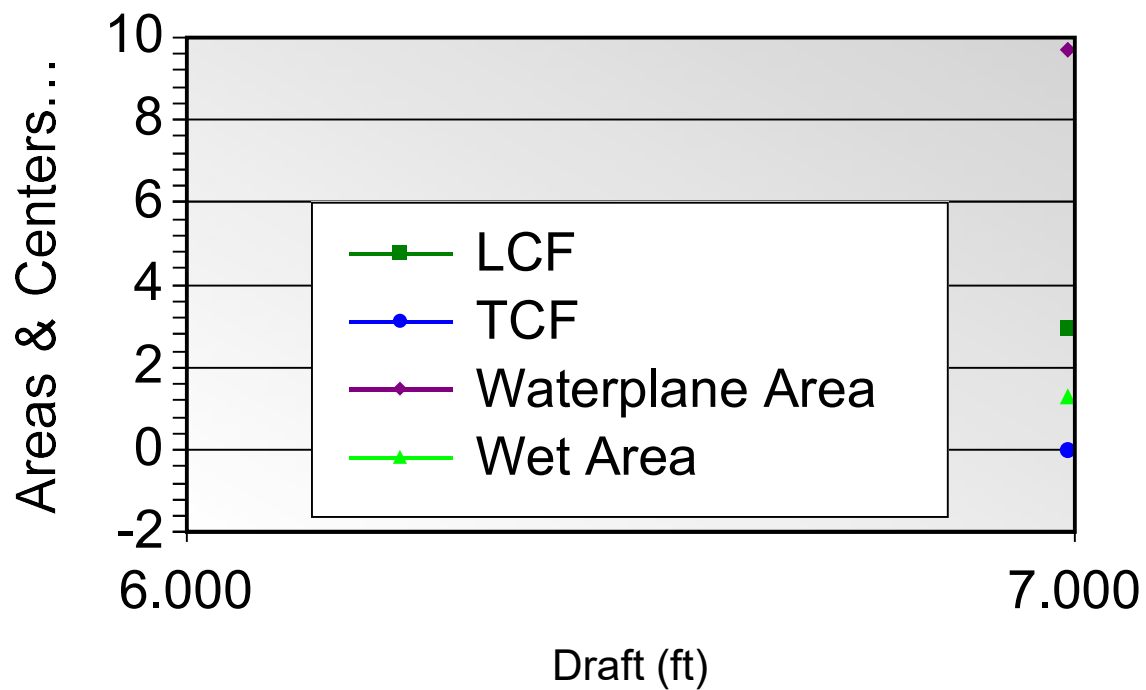 Areas & Centers...
10
8
6
4
2
0
-2
LCF
TCF
Waterplane Area
Wet Area
6.000
7.000
Draft (ft)